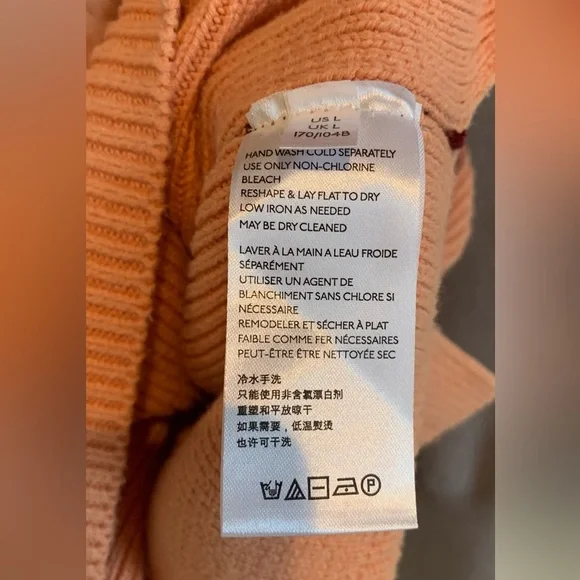 US L
UK L
170/104B
HAND WASH COLD SEPARATELY
USE ONLY NON-CHLORINE
BLEACH
RESHAPE & LAY FLAT TO DRY
LOW IRON AS NEEDED
MAY BE DRY CLEANED
LAVER À LA MAIN A LEAU FROIDE
SÉPARÉMENT
UTILISER UN AGENT DE
BLANCHIMENT SANS CHLORE SI
NÉCESSAIRE
REMODELER ET SÉCHER À PLAT
FAIBLE COMME FER NÉCESSAIRES
PEUT-ÊTRE ÊTRE NETTOYÉE SEC
冷水手洗
只能使用非含氯漂白剂
重塑和平放晾干
如果需要，低温熨烫
也许可干洗
P